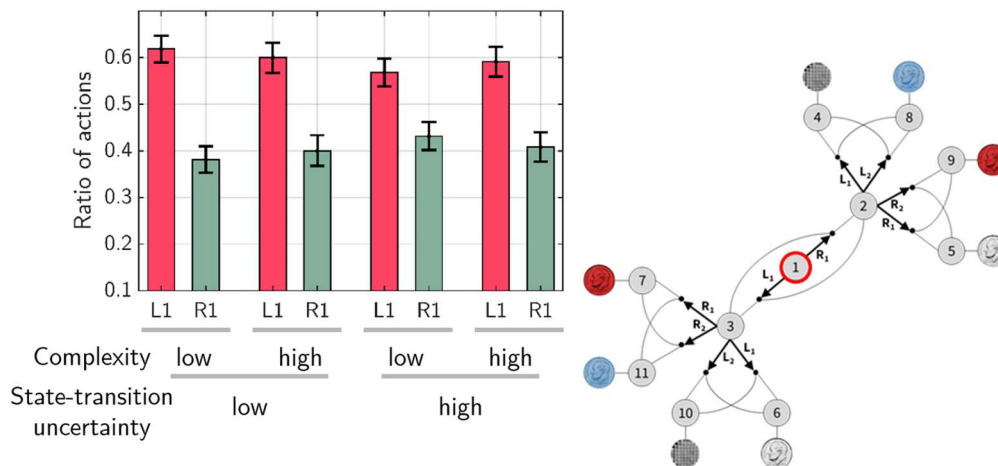 Ratio of actions
0.6
0.5
0.4
0.3
0.2
0.1
L1 R1 L1 R1 L1 R1 L1 R1
Complexity low high low high
State-transition uncertainty low high
4
8
L1
L2
9
2
R2
R1
5
1
R1
L1
7
R1
R2
3
11
L2
L1
10
6